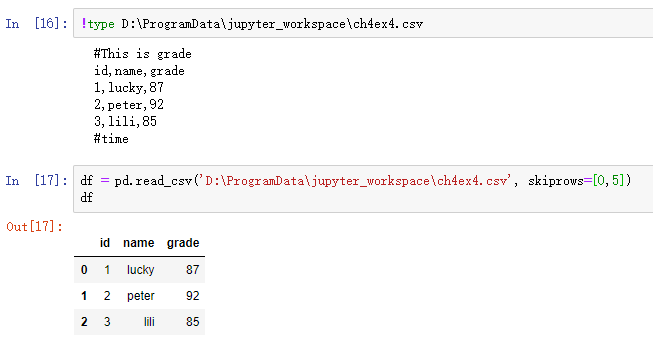 In [16]: !type D:\ProgramData\jupyter_workspace\ch4ex4.csv
#This is grade
id,name,grade
1,lucky,87
2,peter,92
3,lili,85
#time
In [17]: df = pd.read_csv('D:\ProgramData\jupyter_workspace\ch4ex4.csv', skiprows=[0,5])
df
Out[17]:
id name grade
0 1 lucky 87
1 2 peter 92
2 3 lili 85